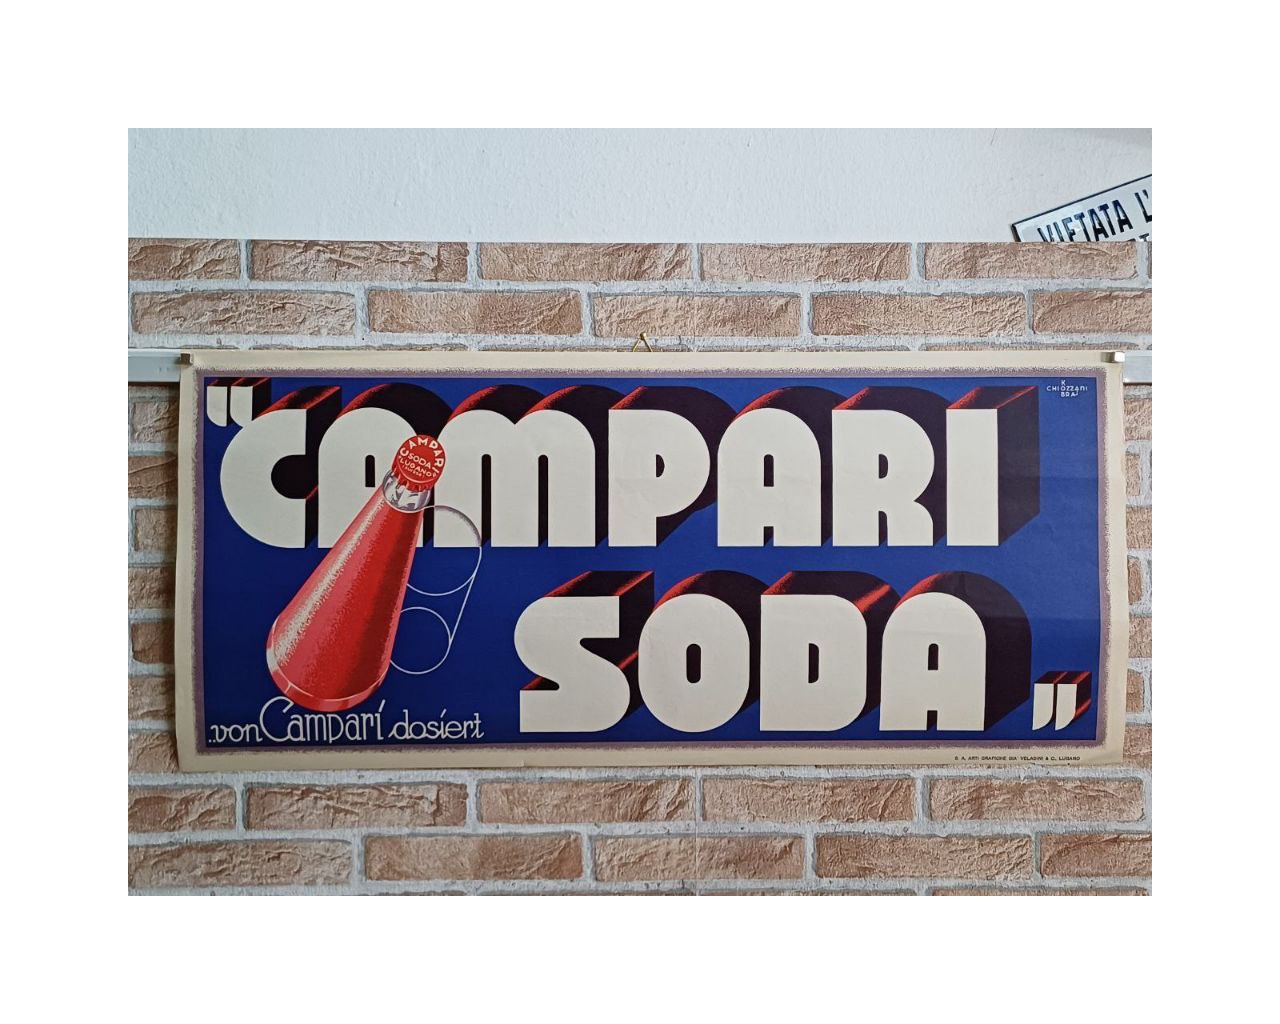 VIETATA L'
"CAMPARI
CHIOZZANI
BRA
CAMPARI
SODA
LUGANO
SODA"
..von Campari dosiert
S. A. ARTI GRAFICHE GIÀ VELADINI & C., LUGANO